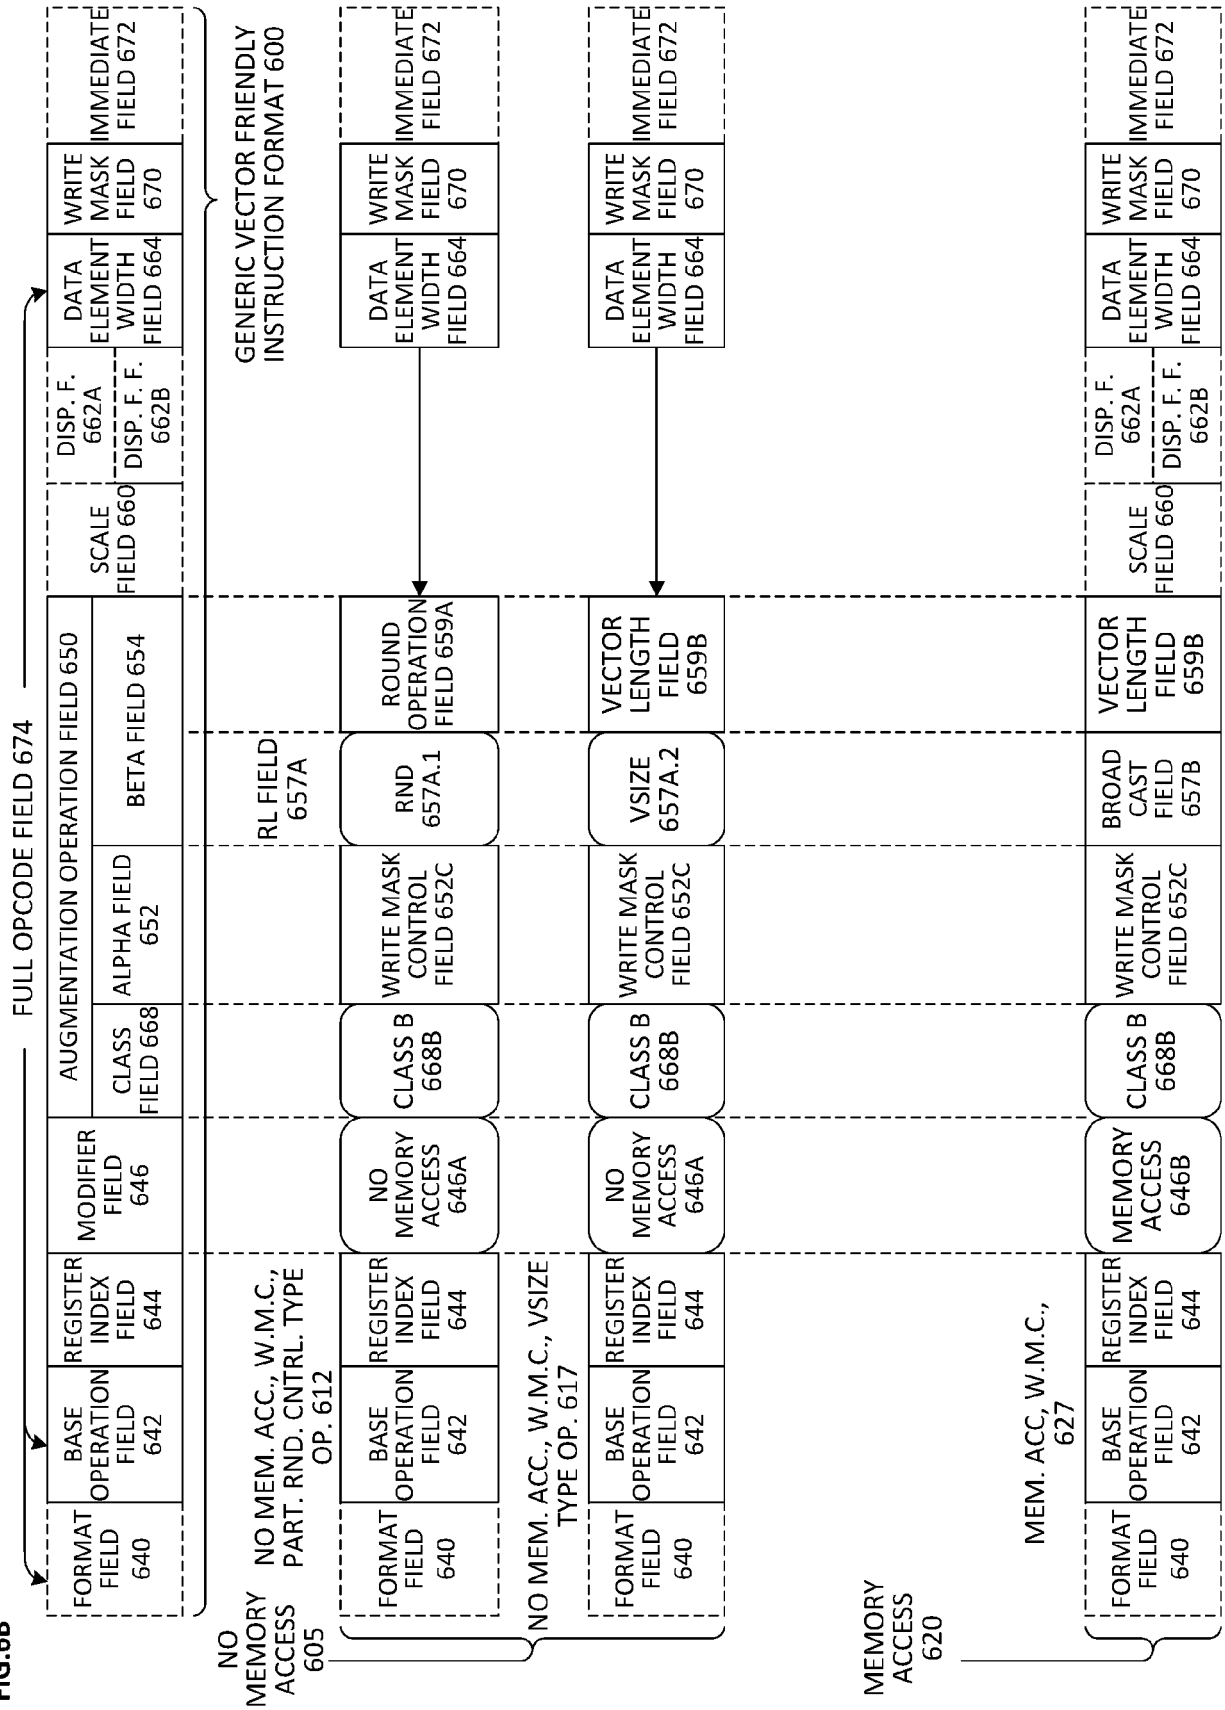 FIG.6B
FULL OPCODE FIELD 674
FORMAT
FIELD
640
BASE
OPERATION
FIELD
642
REGISTER
INDEX
FIELD
644
MODIFIER
FIELD
646
AUGMENTATION OPERATION FIELD 650
CLASS
FIELD 668
ALPHA FIELD
652
BETA FIELD 654
SCALE
FIELD 660
DISP. F.
662A
DISP. F. F.
662B
DATA
ELEMENT
WIDTH
FIELD 664
WRITE
MASK
FIELD
670
IMMEDIATE
FIELD 672
GENERIC VECTOR FRIENDLY
INSTRUCTION FORMAT 600
NO
MEMORY
ACCESS
605
NO MEM. ACC., W.M.C.,
PART. RND. CNTRL. TYPE
OP. 612
RL FIELD
657A
FORMAT
FIELD
640
BASE
OPERATION
FIELD
642
REGISTER
INDEX
FIELD
644
NO
MEMORY
ACCESS
646A
CLASS B
668B
WRITE MASK
CONTROL
FIELD 652C
RND
657A.1
ROUND
OPERATION
FIELD 659A
DATA
ELEMENT
WIDTH
FIELD 664
WRITE
MASK
FIELD
670
IMMEDIATE
FIELD 672
NO MEM. ACC., W.M.C., VSIZE
TYPE OP. 617
FORMAT
FIELD
640
BASE
OPERATION
FIELD
642
REGISTER
INDEX
FIELD
644
NO
MEMORY
ACCESS
646A
CLASS B
668B
WRITE MASK
CONTROL
FIELD 652C
VSIZE
657A.2
VECTOR
LENGTH
FIELD
659B
DATA
ELEMENT
WIDTH
FIELD 664
WRITE
MASK
FIELD
670
IMMEDIATE
FIELD 672
MEMORY
ACCESS
620
MEM. ACC, W.M.C.,
627
FORMAT
FIELD
640
BASE
OPERATION
FIELD
642
REGISTER
INDEX
FIELD
644
MEMORY
ACCESS
646B
CLASS B
668B
WRITE MASK
CONTROL
FIELD 652C
BROAD
CAST
FIELD
657B
VECTOR
LENGTH
FIELD
659B
SCALE
FIELD 660
DISP. F.
662A
DISP. F. F.
662B
DATA
ELEMENT
WIDTH
FIELD 664
WRITE
MASK
FIELD
670
IMMEDIATE
FIELD 672